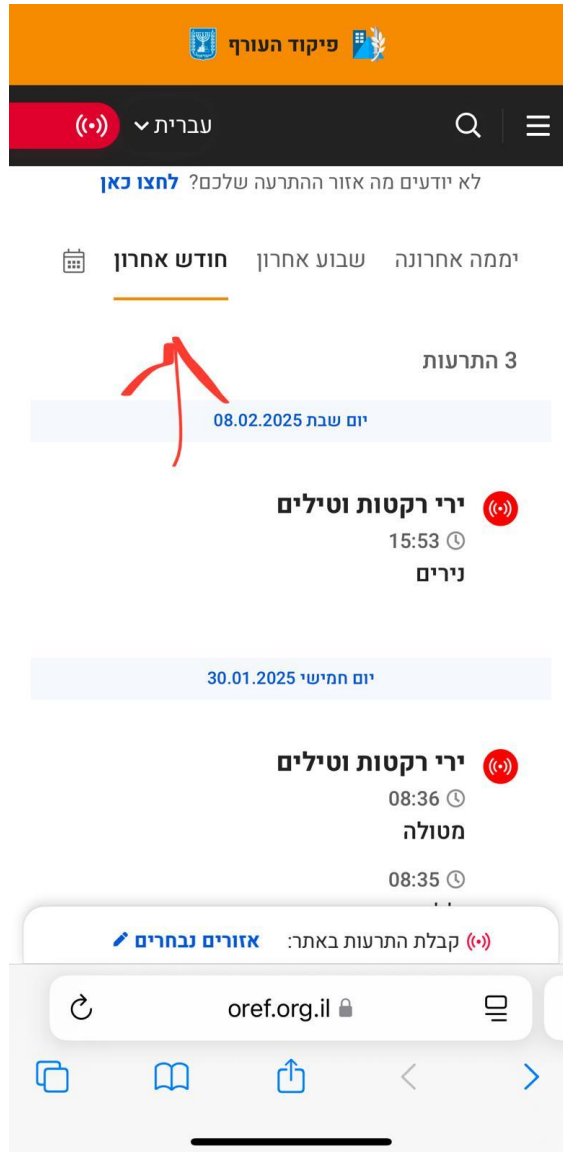 פיקוד העורף
עברית
לא יודעים מה אזור ההתרעה שלכם? לחצו כאן
יממה אחרונה שבוע אחרון חודש אחרון
3 התרעות
יום שבת 08.02.2025
ירי רקטות וטילים
15:53
נירים
יום חמישי 30.01.2025
ירי רקטות וטילים
08:36
מטולה
08:35
קבלת התרעות באתר: אזורים נבחרים
oref.org.il